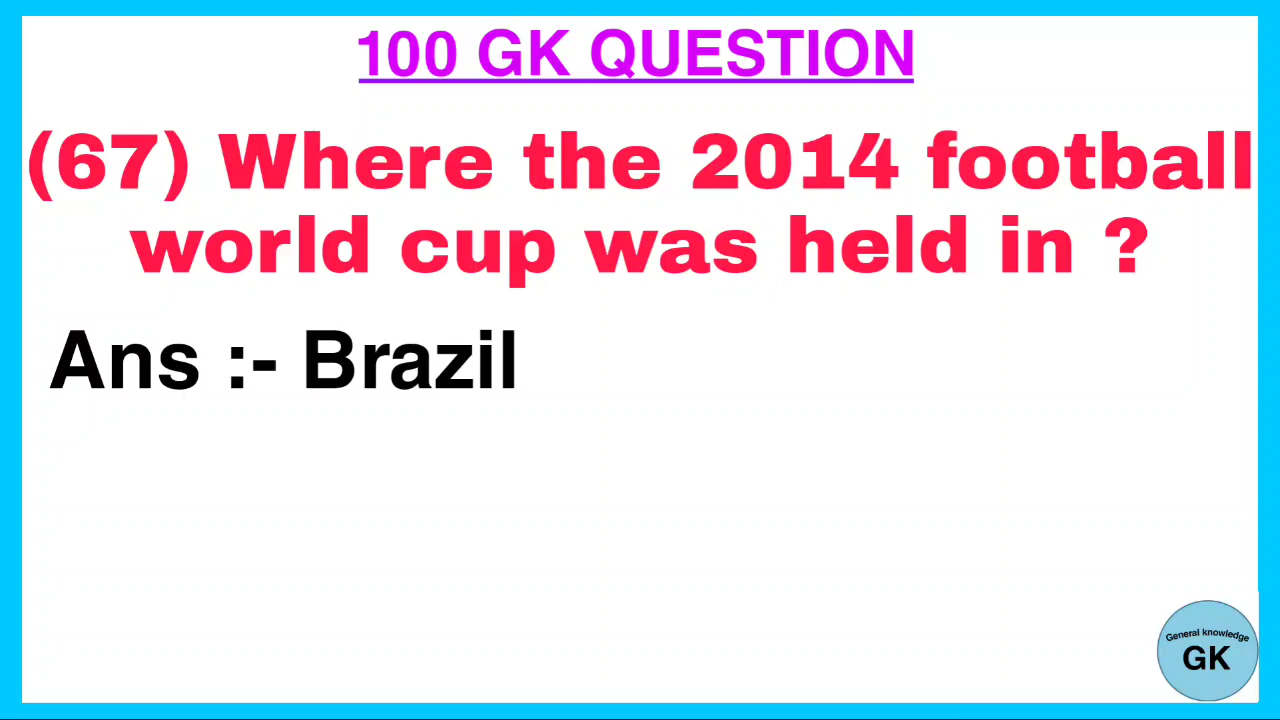 100 GK QUESTION
(67) Where the 2014 football
world cup was held in ?
Ans :- Brazil
General knowledge
GK